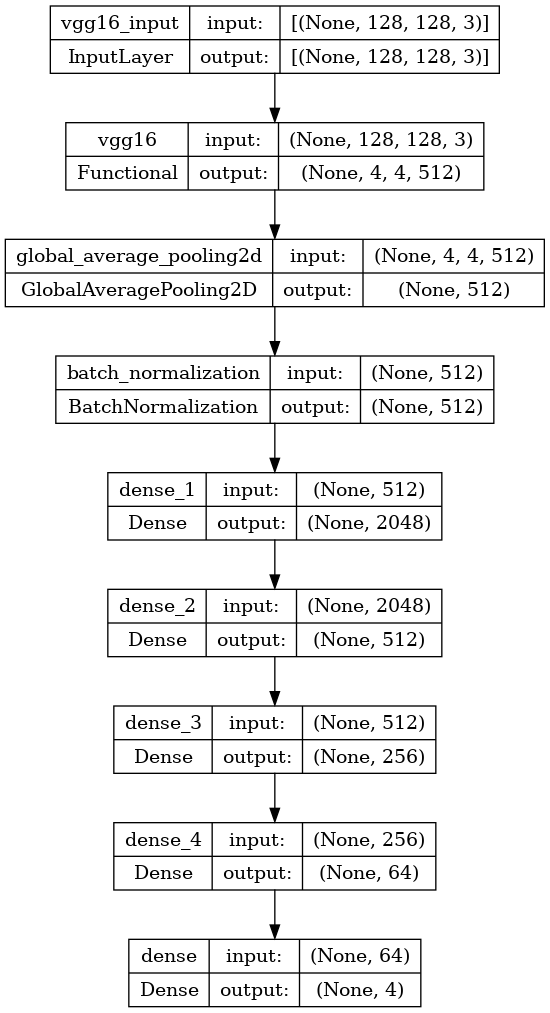 vgg16_input input: [(None, 128, 128, 3)]
InputLayer output: [(None, 128, 128, 3)]
vgg16 input: (None, 128, 128, 3)
Functional output: (None, 4, 4, 512)
global_average_pooling2d input: (None, 4, 4, 512)
GlobalAveragePooling2D output: (None, 512)
batch_normalization input: (None, 512)
BatchNormalization output: (None, 512)
dense_1 input: (None, 512)
Dense output: (None, 2048)
dense_2 input: (None, 2048)
Dense output: (None, 512)
dense_3 input: (None, 512)
Dense output: (None, 256)
dense_4 input: (None, 256)
Dense output: (None, 64)
dense input: (None, 64)
Dense output: (None, 4)